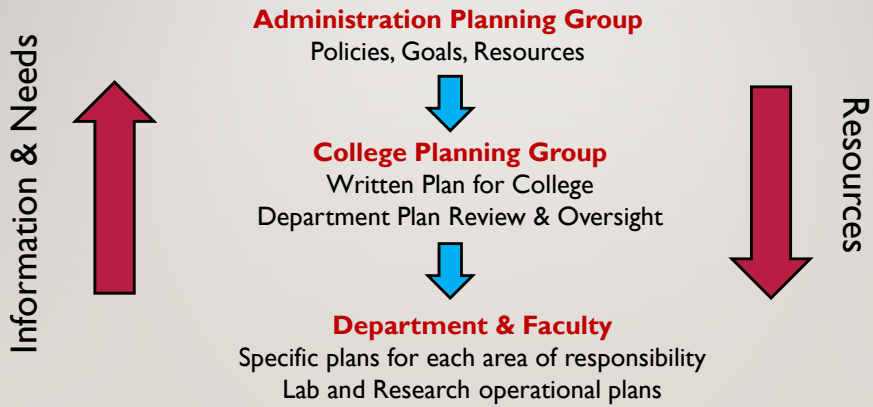 Administration Planning Group
Policies, Goals, Resources
College Planning Group
Written Plan for College
Department Plan Review & Oversight
Department & Faculty
Specific plans for each area of responsibility
Lab and Research operational plans
Information & Needs
Resources